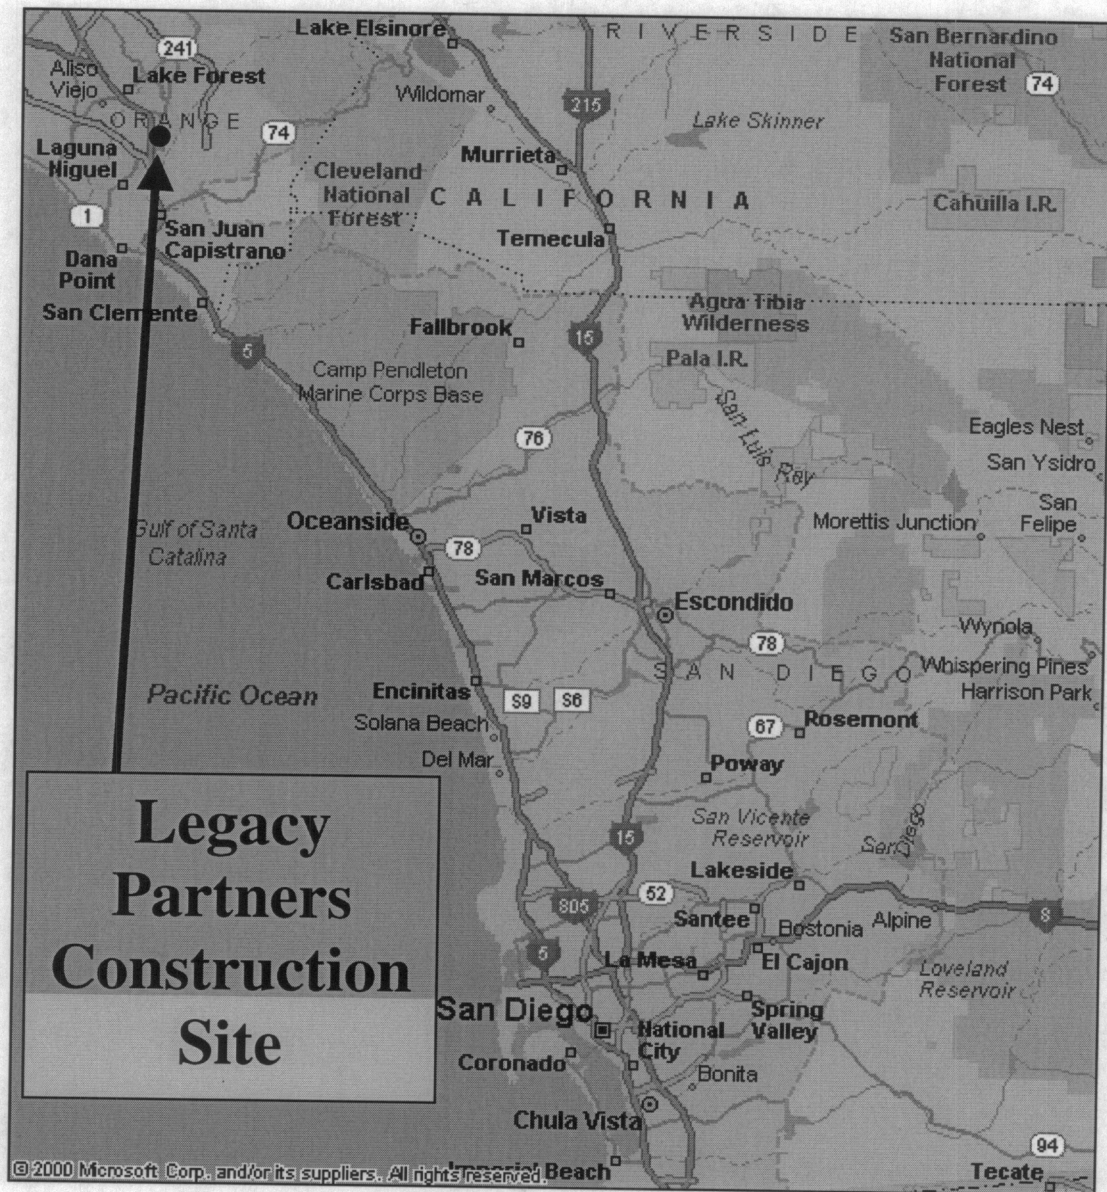 Lake Elsinore
R I V E R S I D E
San Bernardino
National
Forest
74
241
Aliso
Viejo
Lake Forest
Wildomar
215
Lake Skinner
O R A N G E
74
Laguna
Niguel
Murrieta
Cleveland
National
Forest
C A L I F O R N I A
Cahuilla I.R.
1
San Juan
Capistrano
Temecula
Dana
Point
San Clemente
Agua Tibia
Wilderness
Fallbrook
15
5
Pala I.R.
Camp Pendleton
Marine Corps Base
San Luis Rey
76
Eagles Nest
San Ysidro
San
Felipe
Oceanside
Vista
Morettis Junction
Gulf of Santa
Catalina
78
Carlsbad
San Marcos
Escondido
78
Wynola
S A N D I E G O
Whispering Pines
Harrison Park
Pacific Ocean
Encinitas
S9
S6
Solana Beach
67
Rosemont
Del Mar
Poway
Legacy
Partners
Construction
Site
15
San Vicente
Reservoir
San Diego
Lakeside
805
52
Santee
Bostonia
Alpine
8
5
La Mesa
El Cajon
Loveland
Reservoir
San Diego
Spring
Valley
National
City
Coronado
Bonita
Chula Vista
94
Imperial Beach
Tecate
© 2000 Microsoft Corp. and/or its suppliers. All rights reserved.